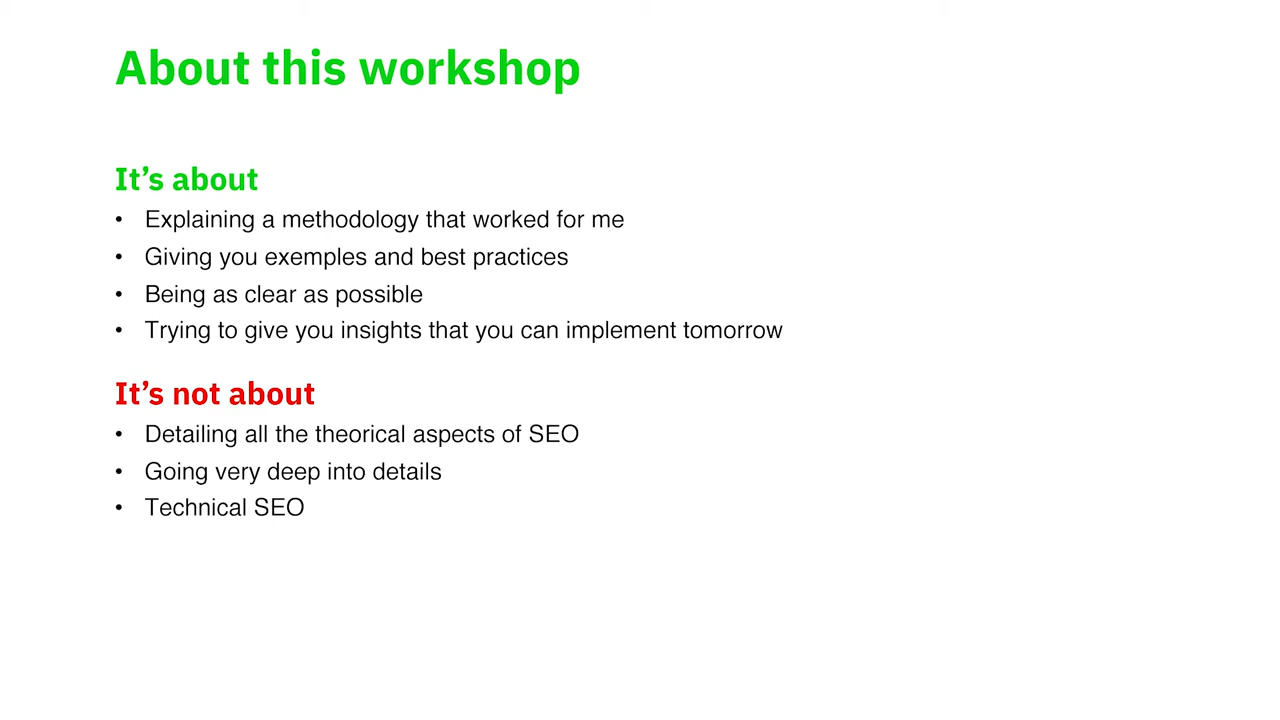 About this workshop
It’s about
• Explaining a methodology that worked for me
• Giving you exemples and best practices
• Being as clear as possible
• Trying to give you insights that you can implement tomorrow
It’s not about
• Detailing all the theorical aspects of SEO
• Going very deep into details
• Technical SEO